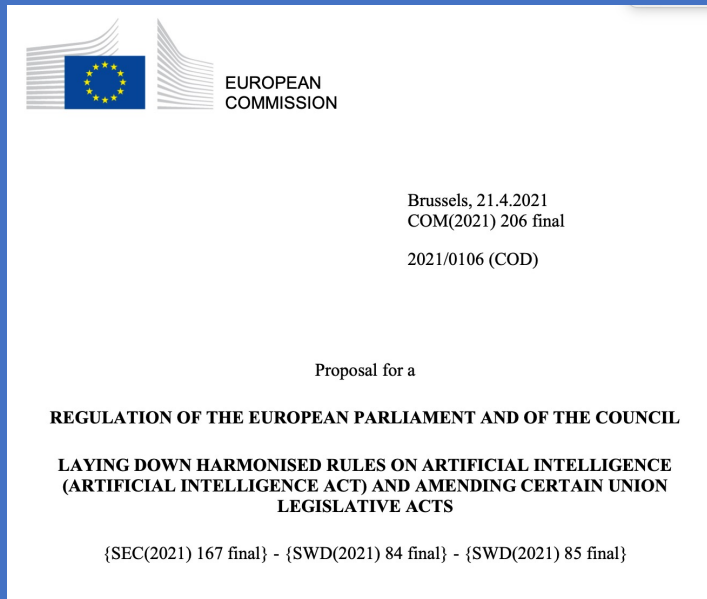 EUROPEAN
COMMISSION
Brussels, 21.4.2021
COM(2021) 206 final
2021/0106 (COD)
Proposal for a
REGULATION OF THE EUROPEAN PARLIAMENT AND OF THE COUNCIL
LAYING DOWN HARMONISED RULES ON ARTIFICIAL INTELLIGENCE
(ARTIFICIAL INTELLIGENCE ACT) AND AMENDING CERTAIN UNION
LEGISLATIVE ACTS
{SEC(2021) 167 final} - {SWD(2021) 84 final} - {SWD(2021) 85 final}